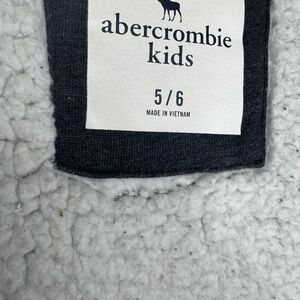 abercrombie
kids
5/6
MADE IN VIETNAM